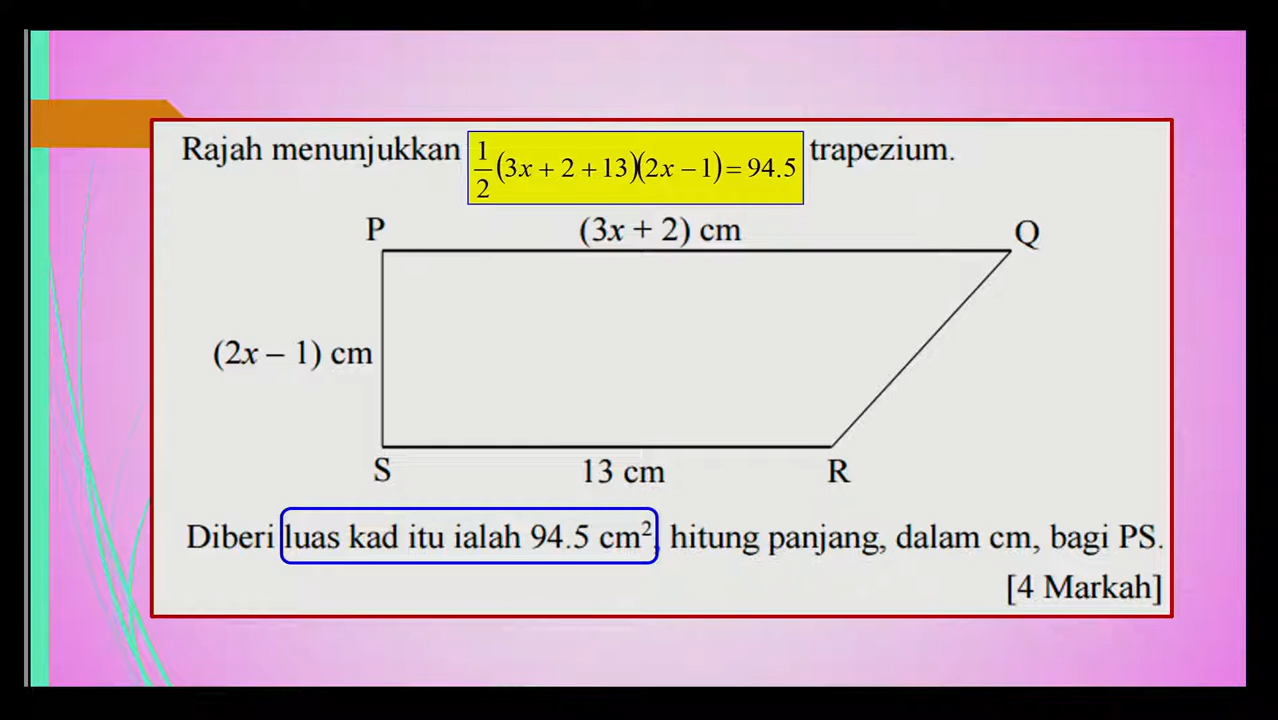 Rajah menunjukkan ½(3x + 2 + 13)(2x − 1) = 94.5 trapezium.
P (3x + 2) cm Q
(2x – 1) cm
S 13 cm R
Diberi luas kad itu ialah 94.5 cm², hitung panjang, dalam cm, bagi PS.
[4 Markah]